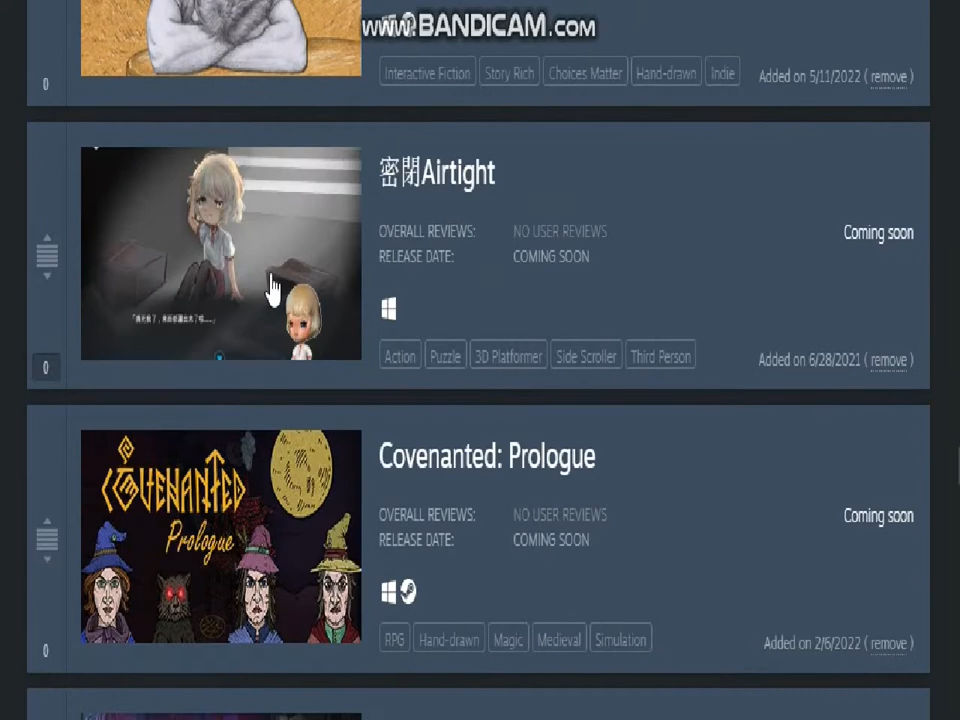 www.BANDICAM.com
Interactive Fiction Story Rich Choices Matter Hand-drawn Indie
Added on 5/11/2022 ( remove )
0
密閉Airtight
OVERALL REVIEWS: NO USER REVIEWS
RELEASE DATE: COMING SOON
Coming soon
Action Puzzle 3D Platformer Side Scroller Third Person
Added on 6/28/2021 ( remove )
0
COVENANTED
Prologue
Covenanted: Prologue
OVERALL REVIEWS: NO USER REVIEWS
RELEASE DATE: COMING SOON
Coming soon
RPG Hand-drawn Magic Medieval Simulation
Added on 2/6/2022 ( remove )
0